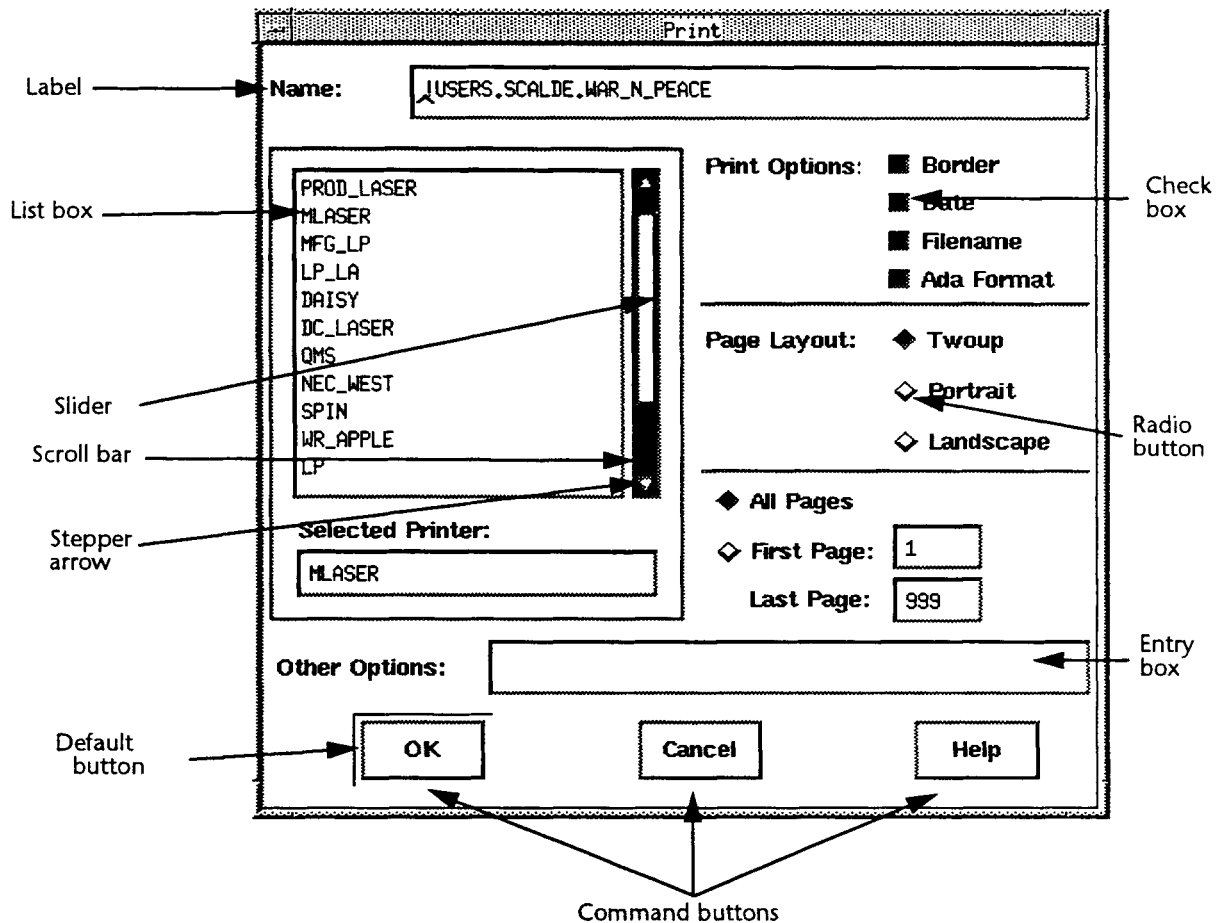 Print
Label
Name:
!USERS.SCALDE.WAR_N_PEACE
List box
PROD_LASER
MLASER
MFG_LP
LP_LA
DAISY
DC_LASER
QMS
NEC_WEST
SPIN
WR_APPLE
LP
Slider
Scroll bar
Stepper
arrow
Selected Printer:
MLASER
Print Options:
Border
Date
Filename
Ada Format
Check
box
Page Layout:
Twoup
Portrait
Landscape
Radio
button
All Pages
First Page:
1
Last Page:
999
Other Options:
Entry
box
Default
button
OK
Cancel
Help
Command buttons